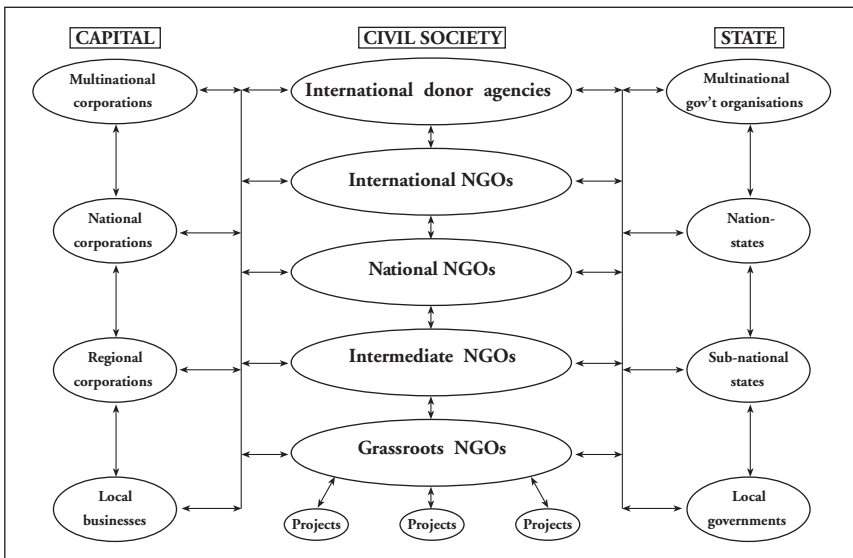 CAPITAL
CIVIL SOCIETY
STATE
Multinational
corporations
International donor agencies
Multinational
gov't organisations
International NGOs
National
corporations
Nation-
states
National NGOs
Regional
corporations
Intermediate NGOs
Sub-national
states
Grassroots NGOs
Local
businesses
Projects
Projects
Projects
Local
governments